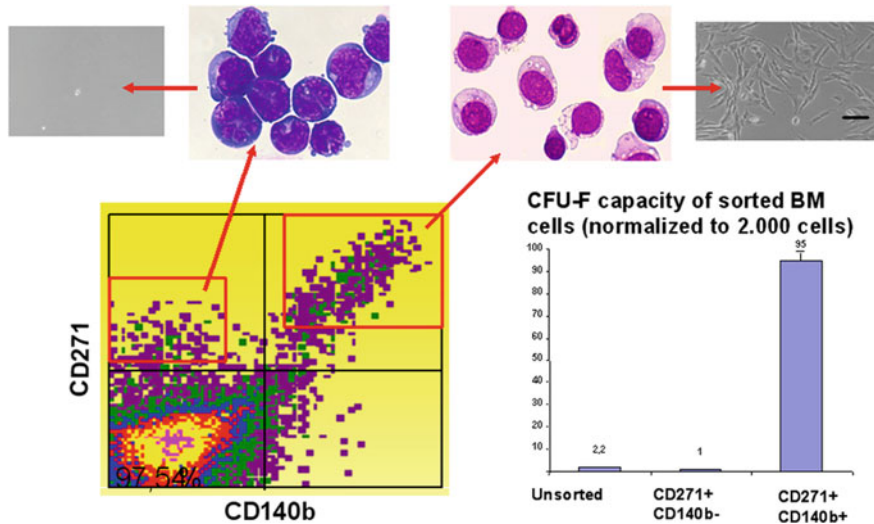 CD271
97,54%
CD140b
CFU-F capacity of sorted BM
cells (normalized to 2.000 cells)
100
90
80
70
60
50
40
30
20
10
2,2
1
95
Unsorted
CD271+
CD140b-
CD271+
CD140b+